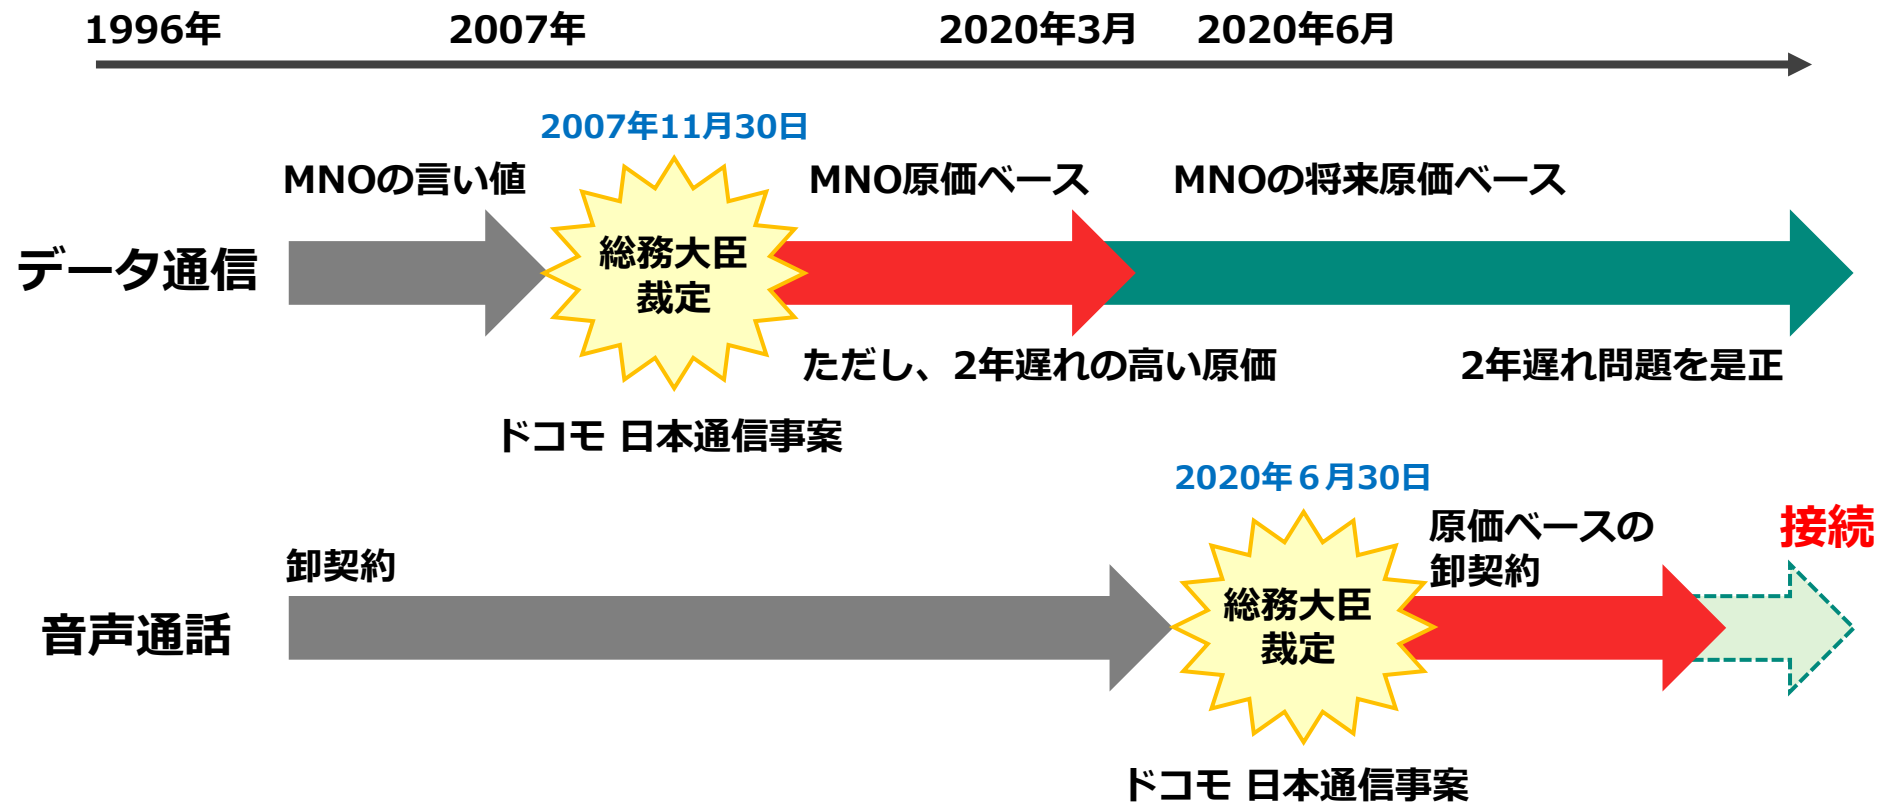 1996年
2007年
2020年3月
2020年6月
2007年11月30日
MNOの言い値
MNO原価ベース
MNOの将来原価ベース
データ通信
総務大臣
裁定
ただし、2年遅れの高い原価
2年遅れ問題を是正
ドコモ 日本通信事案
2020年６月30日
卸契約
原価ベースの
卸契約
接続
音声通話
総務大臣
裁定
ドコモ 日本通信事案